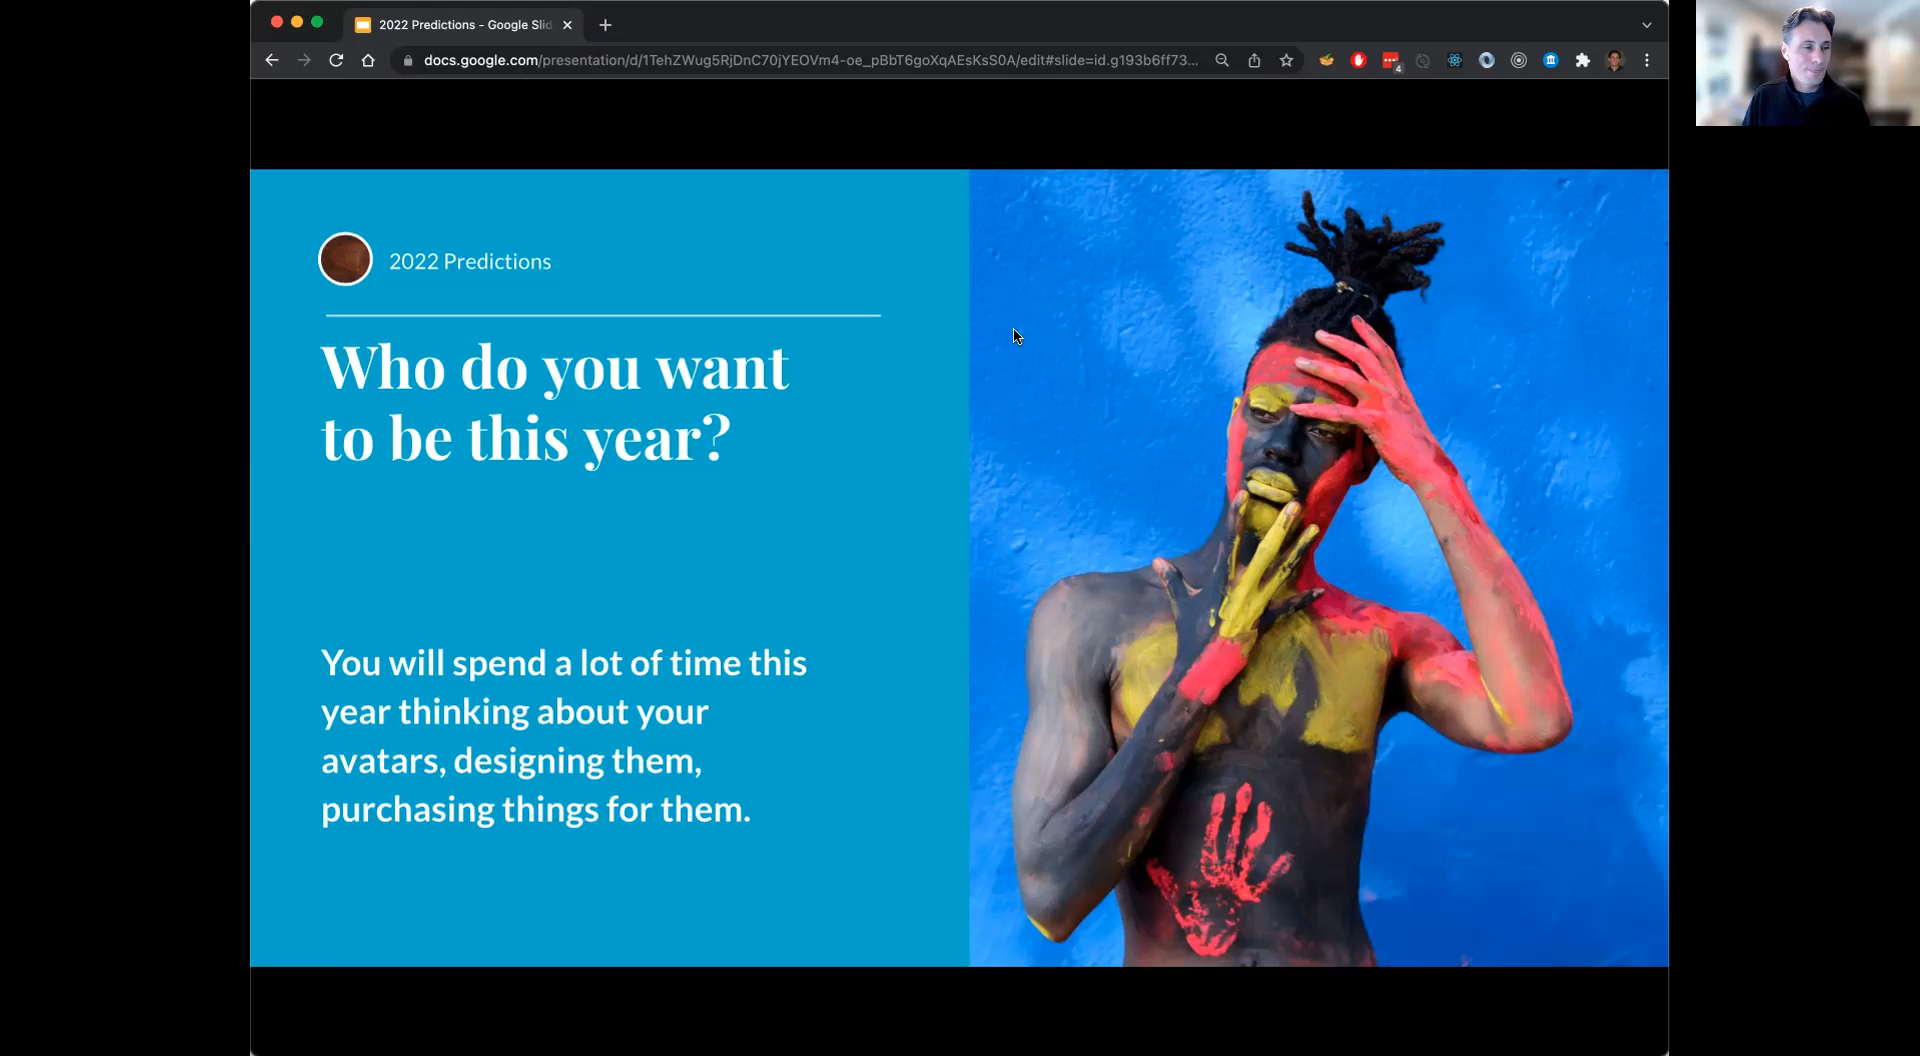 2022 Predictions - Google Slid
docs.google.com/presentation/d/1TehZWug5RjDnC70jYEOVm4-oe_pBbT6goXqAEsKsS0A/edit#slide=id.g193b6ff73...
4
2022 Predictions
Who do you want
to be this year?
You will spend a lot of time this
year thinking about your
avatars, designing them,
purchasing things for them.